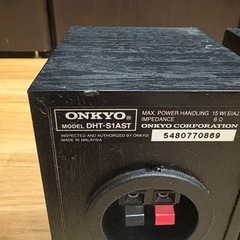 ONKYO®
MODEL DHT-S1AST
INSPECTED AND AUTHORIZED BY ONKYO
MADE IN MALAYSIA
MAX. POWER HANDLING 15 W(EIAJ)
IMPEDANCE 6 Ω
ONKYO CORPORATION
5480770869